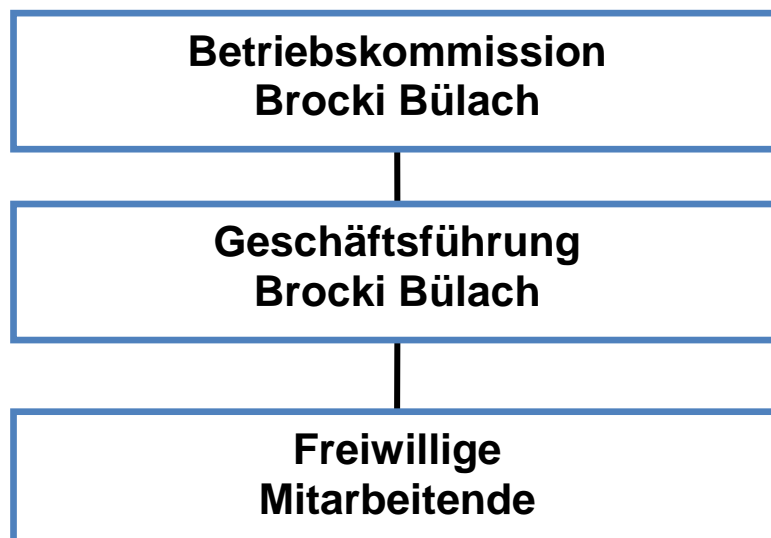 Betriebskommission
Brocki Bülach
Geschäftsführung
Brocki Bülach
Freiwillige
Mitarbeitende